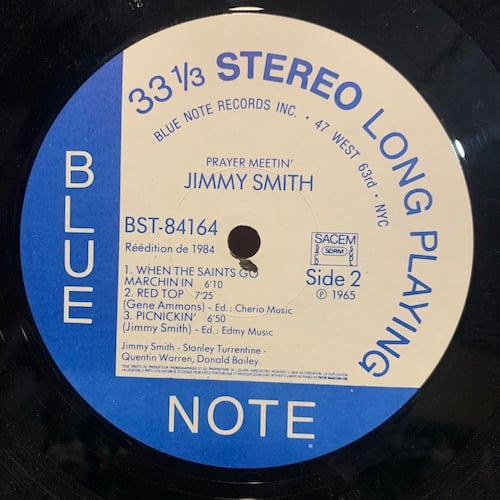 33 1/3 STEREO LONG PLAYING
BLUE NOTE RECORDS INC. • 47 WEST 63rd • NYC
PRAYER MEETIN'
JIMMY SMITH
BST-84164
Réédition de 1984
SACEM
SDRM
Side 2
℗ 1965
1. WHEN THE SAINTS GO
MARCHIN IN 6'10
2. RED TOP 7'25
(Gene Ammons) - Ed.: Cherio Music
3. PICNICKIN' 6'50
(Jimmy Smith) - Ed.: Edmy Music
Jimmy Smith - Stanley Turrentine -
Quentin Warren, Donald Bailey.
BLUE
NOTE